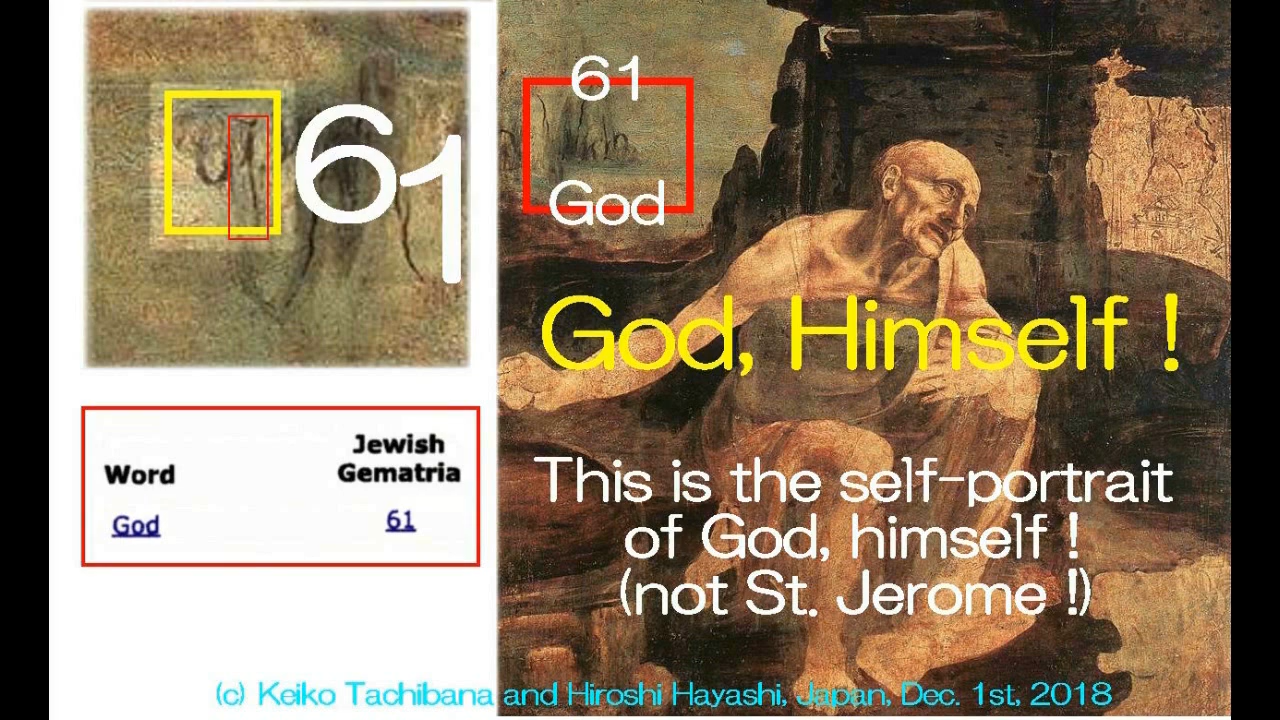 61
61
God
God, Himself !
Jewish
Word Gematria
God 61
This is the self-portrait
of God, himself !
(not St. Jerome !)
(c) Keiko Tachibana and Hiroshi Hayashi, Japan, Dec. 1st, 2018